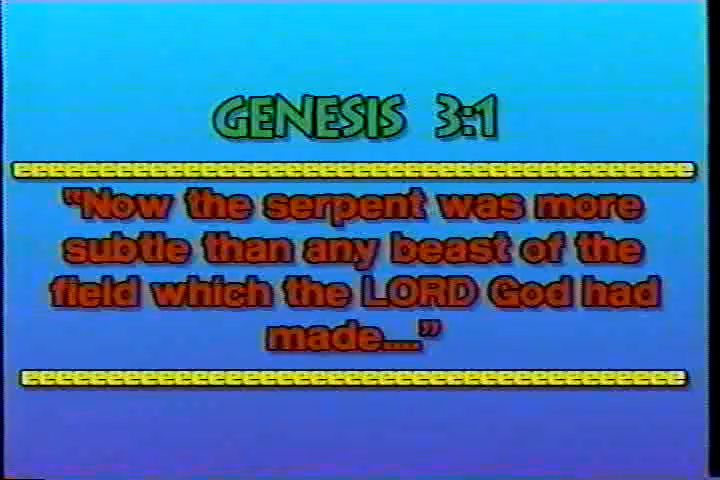 GENESIS 3:1
"Now the serpent was more
subtle than any beast of the
field which the LORD God had
made...."